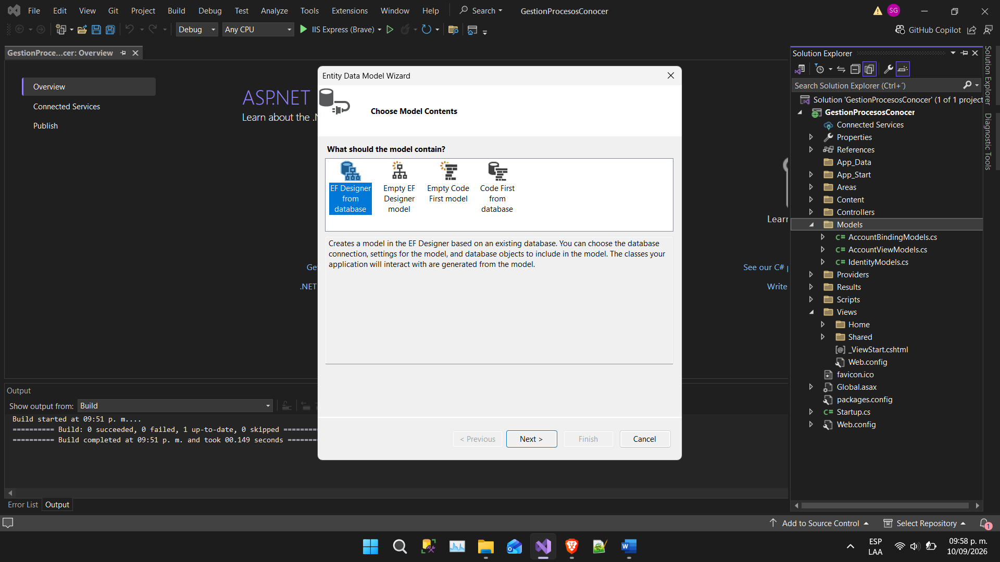 File Edit View Git Project Build Debug Test Analyze Tools Extensions Window Help Search GestionProcesosConocer SG
Debug Any CPU IIS Express (Brave) GitHub Copilot
GestionProce...cer: Overview
Overview
Connected Services
Publish
ASP.NET
Learn about the .N
Learn
Get
.NET
See our C# p
Write
Entity Data Model Wizard
Choose Model Contents
What should the model contain?
EF Designer from database
Empty EF Designer model
Empty Code First model
Code First from database
Creates a model in the EF Designer based on an existing database. You can choose the database
connection, settings for the model, and database objects to include in the model. The classes your
application will interact with are generated from the model.
< Previous Next > Finish Cancel
Output
Show output from: Build
Build started at 09:51 p. m....
========== Build: 0 succeeded, 0 failed, 1 up-to-date, 0 skipped ==========
========== Build completed at 09:51 p. m. and took 00.149 seconds ==========
Error List Output
Solution Explorer
Search Solution Explorer (Ctrl+´)
Solution 'GestionProcesosConocer' (1 of 1 project
GestionProcesosConocer
Connected Services
Properties
References
App_Data
App_Start
Areas
Content
Controllers
Models
C# AccountBindingModels.cs
C# AccountViewModels.cs
C# IdentityModels.cs
Providers
Results
Scripts
Views
Home
Shared
[@] _ViewStart.cshtml
Web.config
favicon.ico
Global.asax
packages.config
C# Startup.cs
Web.config
Solution Explorer
Diagnostic Tools
Add to Source Control Select Repository 1
ESP
LAA
09:58 p. m.
10/09/2026